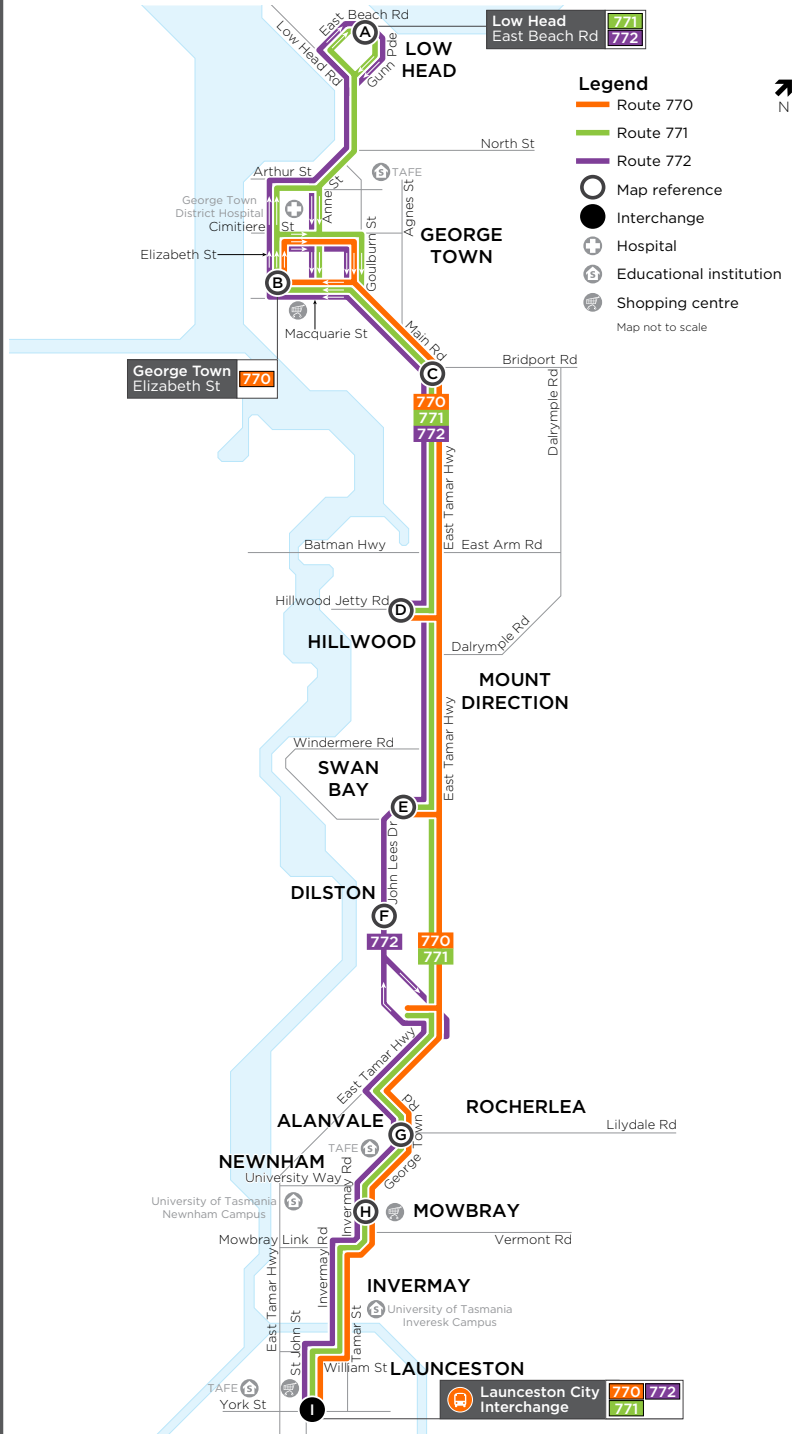 East Beach Rd
A
Low Head
East Beach Rd
771
772
LOW
HEAD
Low Head Rd
Gunn Pde
Legend
Route 770
Route 771
Route 772
Map reference
Interchange
Hospital
Educational institution
Shopping centre
Map not to scale
N
North St
Arthur St
TAFE
Anne St
Agnes St
George Town
District Hospital
Cimitiere St
Goulburn St
GEORGE
TOWN
Elizabeth St
B
Macquarie St
Main Rd
George Town
Elizabeth St
770
C
Bridport Rd
Dalrymple Rd
770
771
772
East Tamar Hwy
Batman Hwy
East Arm Rd
Hillwood Jetty Rd
D
HILLWOOD
Dalrymple Rd
MOUNT
DIRECTION
East Tamar Hwy
Windermere Rd
SWAN
BAY
E
John Lees Dr
DILSTON
F
772
770
771
East Tamar Hwy
ROCHERLEA
ALANVALE
G
George Town Rd
Lilydale Rd
TAFE
NEWNHAM
University Way
Invermay Rd
University of Tasmania
Newnham Campus
H
MOWBRAY
Mowbray Link
Vermont Rd
East Tamar Hwy
Invermay Rd
INVERMAY
University of Tasmania
Inveresk Campus
St John St
Tamar St
William St
LAUNCESTON
TAFE
York St
I
Launceston City
Interchange
770 772
771